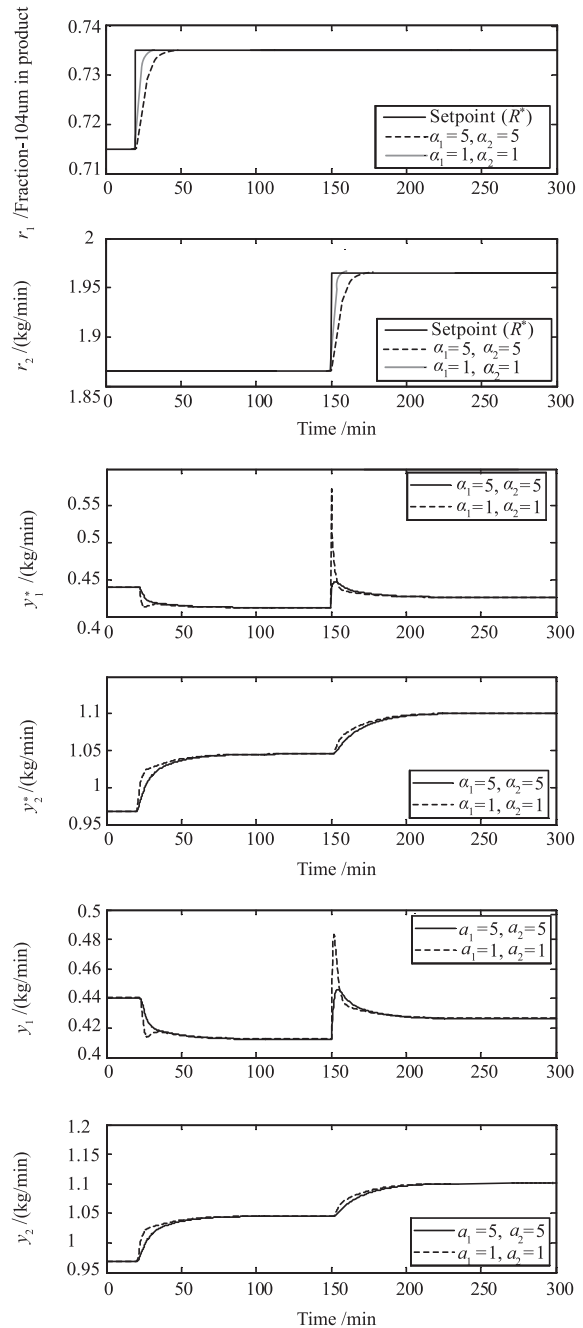 0.74
0.73
0.72
0.71
r1 /Fraction-104um in product
Setpoint (R*)
α1=5, α2=5
α1=1, α2=1
0 50 100 150 200 250 300
2
1.95
1.9
1.85
r2 /(kg/min)
Setpoint (R*)
α1=5, α2=5
α1=1, α2=1
0 50 100 150 200 250 300
Time /min
0.55
0.5
0.45
0.4
y1* /(kg/min)
α1=5, α2=5
α1=1, α2=1
0 50 100 150 200 250 300
1.1
1.05
1
0.95
y2* /(kg/min)
α1=5, α2=5
α1=1, α2=1
0 50 100 150 200 250 300
Time /min
0.5
0.48
0.46
0.44
0.42
0.4
y1 /(kg/min)
a1=5, a2=5
a1=1, a2=1
0 50 100 150 200 250 300
1.2
1.15
1.1
1.05
1
0.95
y2 /(kg/min)
a1=5, a2=5
a1=1, a2=1
0 50 100 150 200 250 300
Time /min